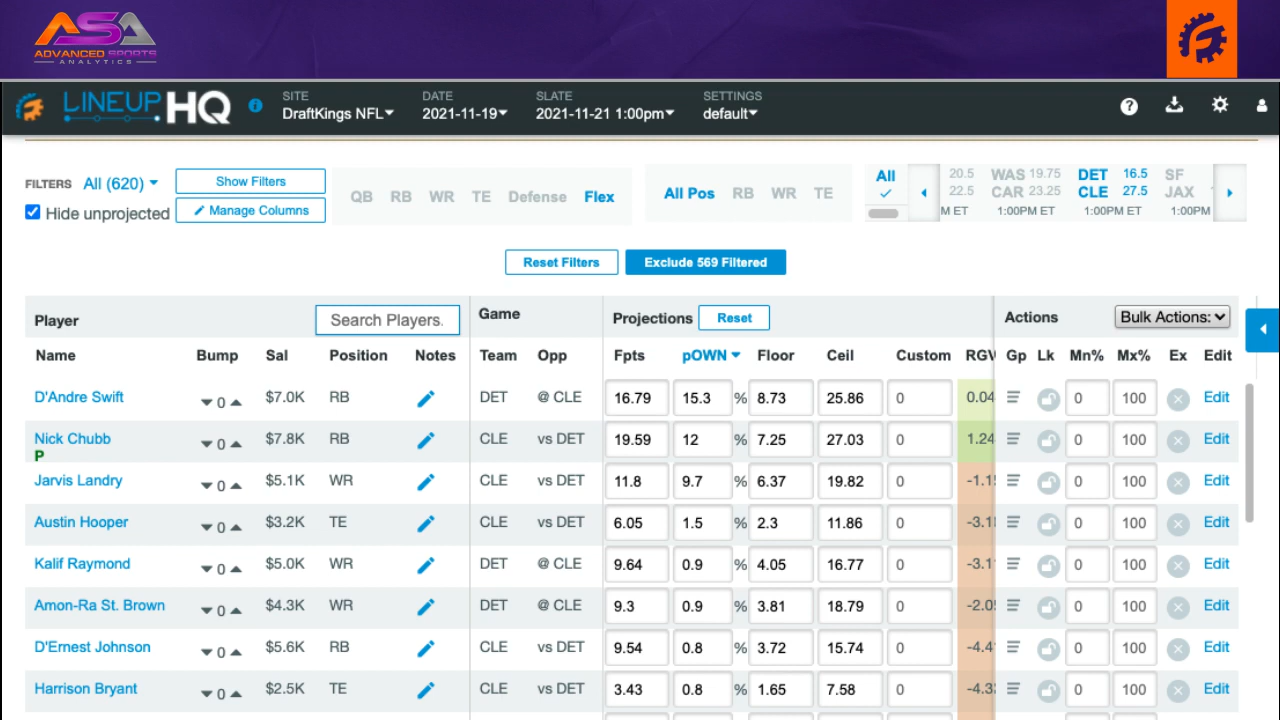 ASA
ADVANCED SPORTS
ANALYTICS
LINEUPHQ
SITE
DraftKings NFL
DATE
2021-11-19
SLATE
2021-11-21 1:00pm
SETTINGS
default
FILTERS All (620)
Show Filters
Hide unprojected
Manage Columns
QB RB WR TE Defense Flex
All Pos RB WR TE
All
20.5 WAS 19.75 DET 16.5 SF
22.5 CAR 23.25 CLE 27.5 JAX
M ET 1:00PM ET 1:00PM ET 1:00PM
Reset Filters Exclude 569 Filtered
Player Search Players. Game Projections Reset Actions Bulk Actions:
Name Bump Sal Position Notes Team Opp Fpts pOWN Floor Ceil Custom RGV Gp Lk Mn% Mx% Ex Edit
D'Andre Swift 0 $7.0K RB DET @ CLE 16.79 15.3 % 8.73 25.86 0 0.04 0 100 Edit
Nick Chubb 0 $7.8K RB CLE vs DET 19.59 12 % 7.25 27.03 0 1.24 0 100 Edit
P
Jarvis Landry 0 $5.1K WR CLE vs DET 11.8 9.7 % 6.37 19.82 0 0 100 Edit
Austin Hooper 0 $3.2K TE CLE vs DET 6.05 1.5 % 2.3 11.86 0 0 100 Edit
Kalif Raymond 0 $5.0K WR DET @ CLE 9.64 0.9 % 4.05 16.77 0 0 100 Edit
Amon-Ra St. Brown 0 $4.3K WR DET @ CLE 9.3 0.9 % 3.81 18.79 0 0 100 Edit
D'Ernest Johnson 0 $5.6K RB CLE vs DET 9.54 0.8 % 3.72 15.74 0 0 100 Edit
Harrison Bryant 0 $2.5K TE CLE vs DET 3.43 0.8 % 1.65 7.58 0 0 100 Edit